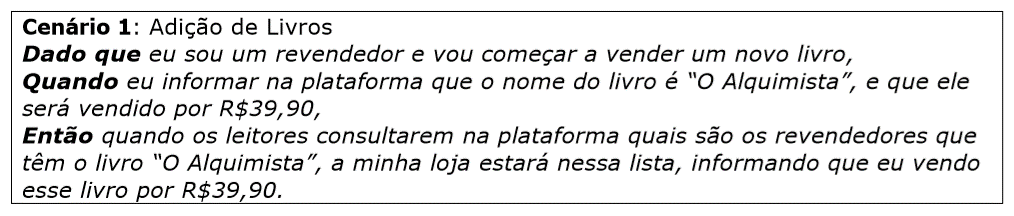 Cenário 1: Adição de Livros
Dado que eu sou um revendedor e vou começar a vender um novo livro,
Quando eu informar na plataforma que o nome do livro é “O Alquimista”, e que ele
será vendido por R$39,90,
Então quando os leitores consultarem na plataforma quais são os revendedores que
têm o livro “O Alquimista”, a minha loja estará nessa lista, informando que eu vendo
esse livro por R$39,90.